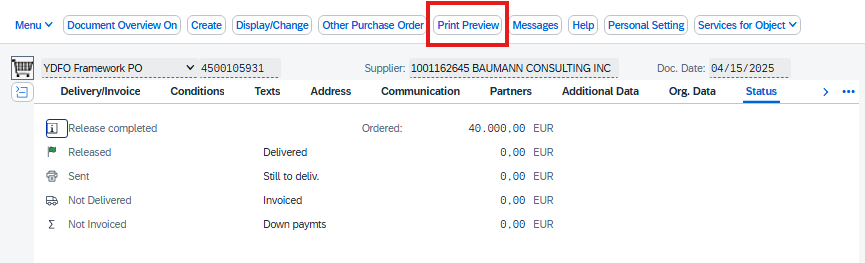 Menu Document Overview On Create Display/Change Other Purchase Order Print Preview Messages Help Personal Setting Services for Object
YDFO Framework PO 4500105931 Supplier: 1001162645 BAUMANN CONSULTING INC Doc. Date: 04/15/2025
Delivery/Invoice Conditions Texts Address Communication Partners Additional Data Org. Data Status
Release completed Ordered: 40.000.00 EUR
Released Delivered 0.00 EUR
Sent Still to deliv. 0.00 EUR
Not Delivered Invoiced 0.00 EUR
Σ Not Invoiced Down paymts 0.00 EUR